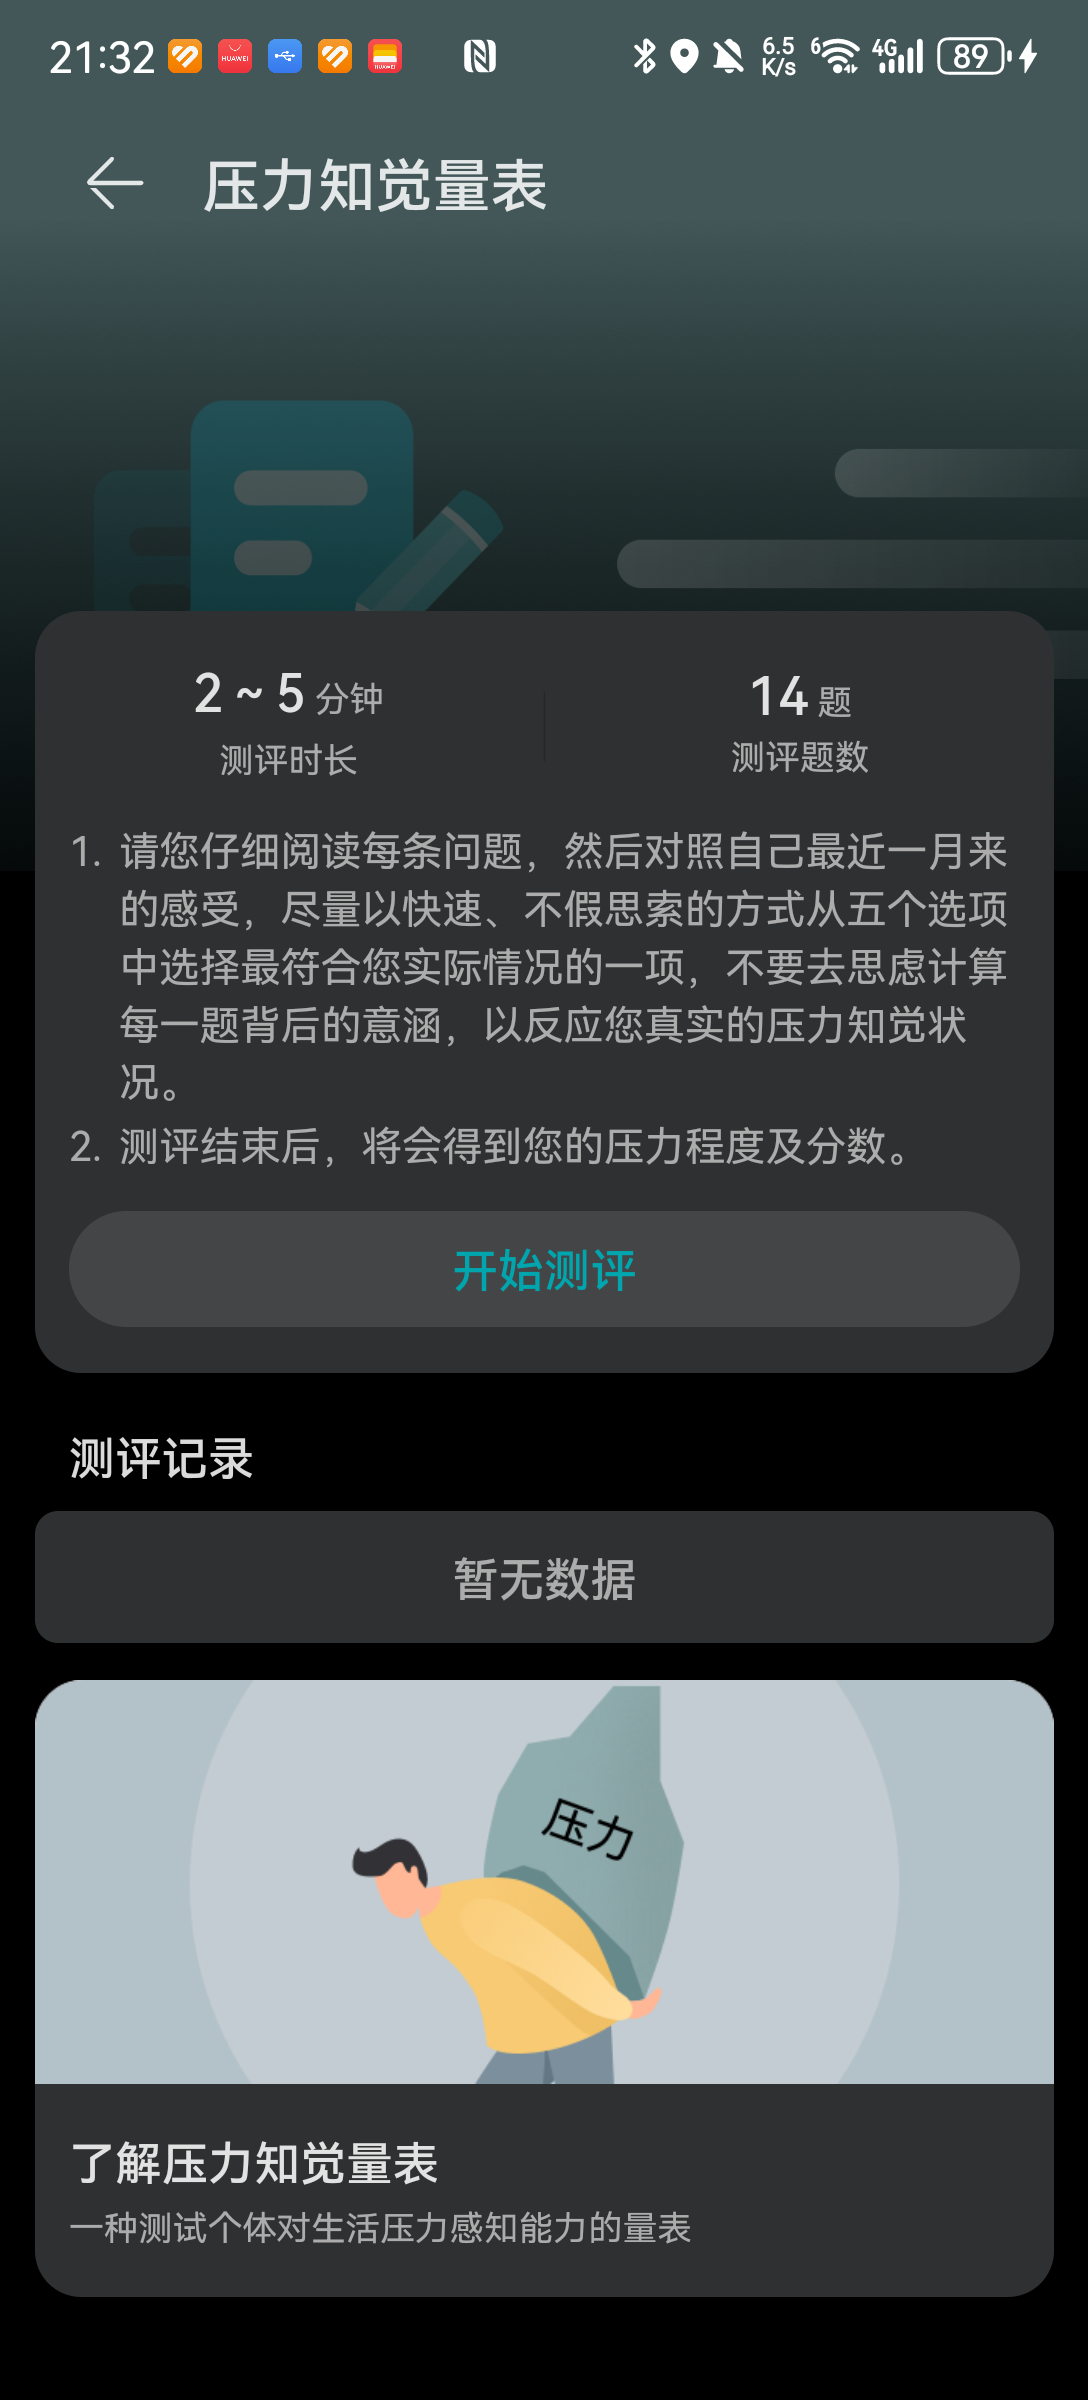 21:32 HUAWEI HUAWEI 6.5 K/s 6 4G 89
压力知觉量表
2 ~ 5 分钟
测评时长
14 题
测评题数
1. 请您仔细阅读每条问题，然后对照自己最近一月来
的感受，尽量以快速、不假思索的方式从五个选项
中选择最符合您实际情况的一项，不要去思虑计算
每一题背后的意涵，以反应您真实的压力知觉状
况。
2. 测评结束后，将会得到您的压力程度及分数。
开始测评
测评记录
暂无数据
压力
了解压力知觉量表
一种测试个体对生活压力感知能力的量表